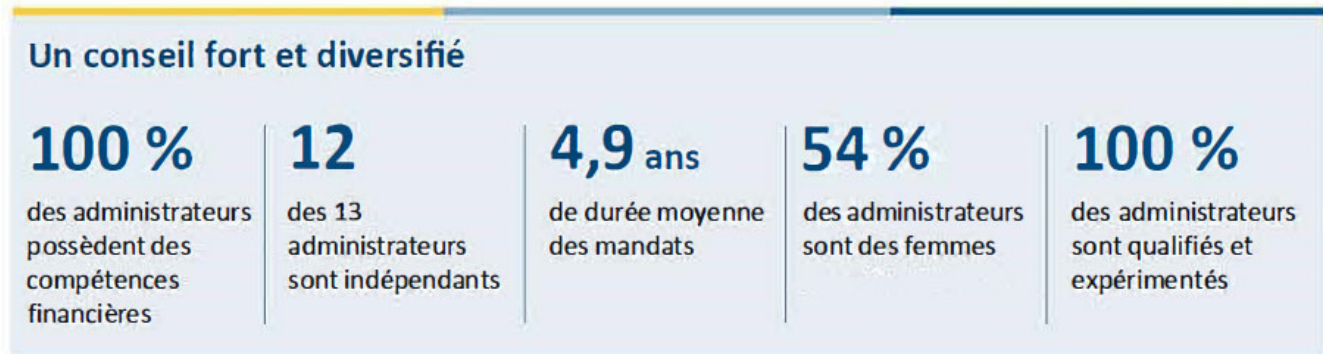 Un conseil fort et diversifié
100 %
des administrateurs
possèdent des
compétences
financières
12
des 13
administrateurs
sont indépendants
4,9 ans
de durée moyenne
des mandats
54 %
des administrateurs
sont des femmes
100 %
des administrateurs
sont qualifiés et
expérimentés